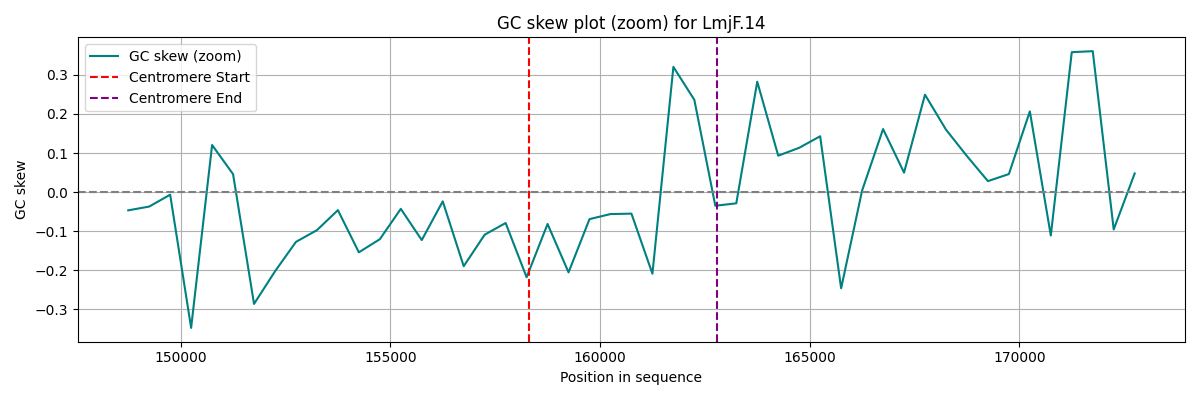 GC skew plot (zoom) for LmjF.14
GC skew (zoom)
Centromere Start
Centromere End
GC skew
0.3
0.2
0.1
0.0
−0.1
−0.2
−0.3
150000 155000 160000 165000 170000
Position in sequence